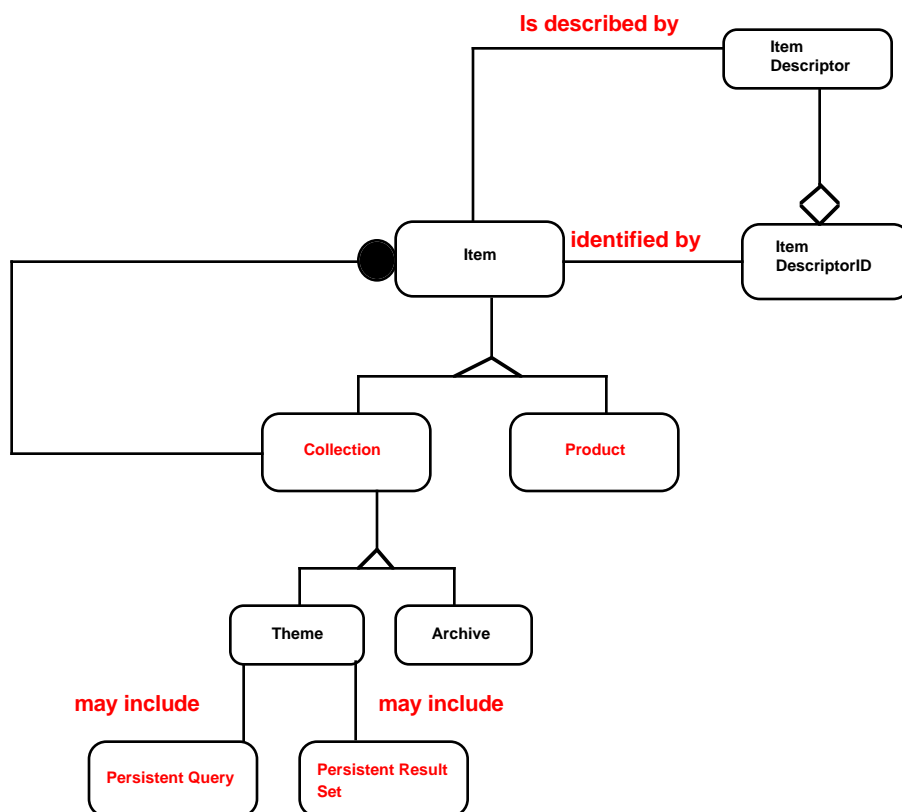 Is described by
Item
Descriptor
identified by
Item
Item
DescriptorID
Collection
Product
Theme
Archive
may include
may include
Persistent Query
Persistent Result
Set